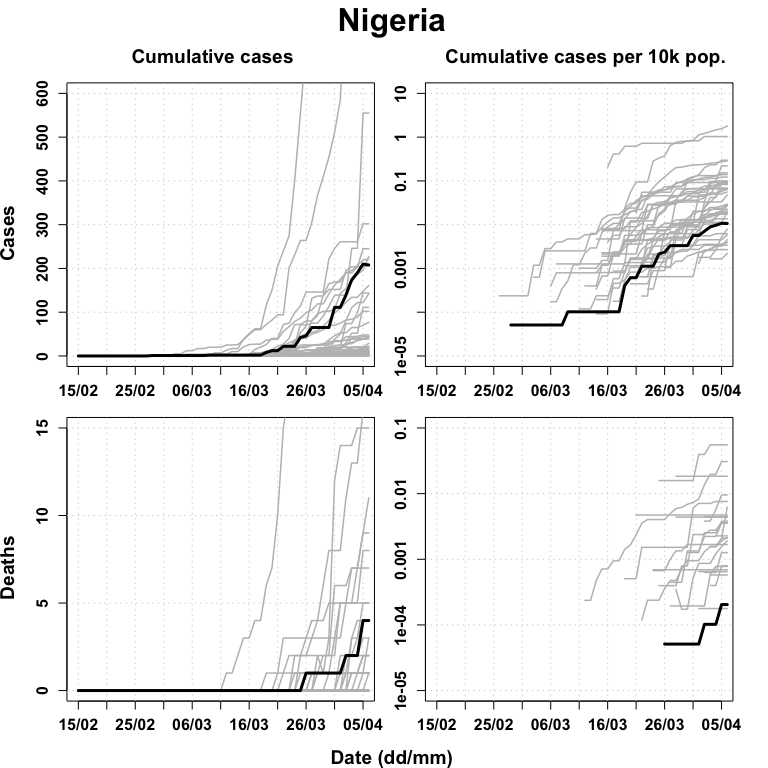 Nigeria
Cumulative cases
Cumulative cases per 10k pop.
Cases
600
500
400
300
200
100
0
15/02 25/02 06/03 16/03 26/03 05/04
10
1
0.1
0.001
1e-05
15/02 25/02 06/03 16/03 26/03 05/04
Deaths
15
10
5
0
15/02 25/02 06/03 16/03 26/03 05/04
0.1
0.01
0.001
1e-04
1e-05
15/02 25/02 06/03 16/03 26/03 05/04
Date (dd/mm)